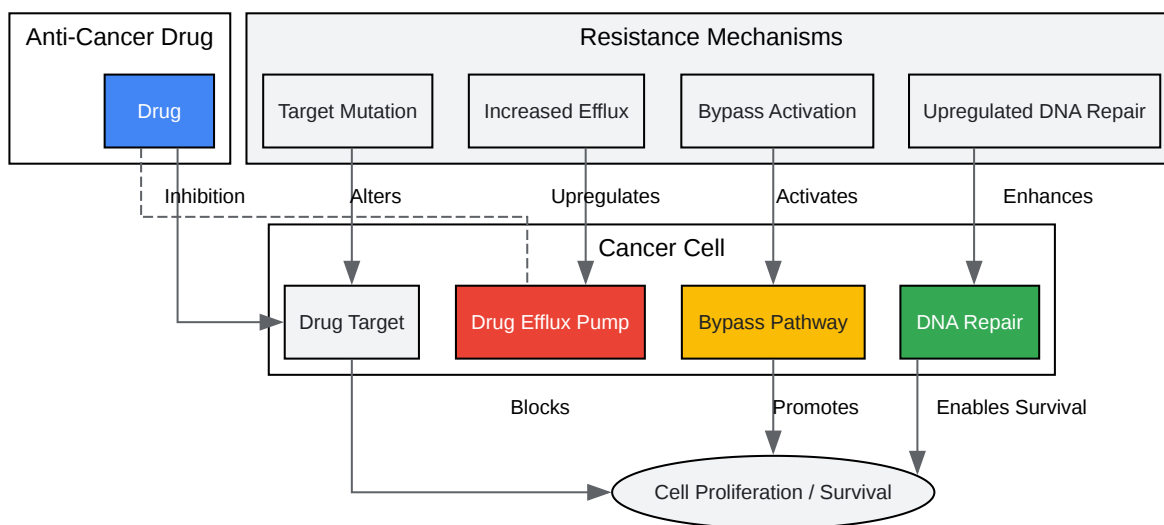 Anti-Cancer Drug
Resistance Mechanisms
Drug
Target Mutation
Increased Efflux
Bypass Activation
Upregulated DNA Repair
Inhibition
Alters
Upregulates
Activates
Enhances
Cancer Cell
Drug Target
Drug Efflux Pump
Bypass Pathway
DNA Repair
Blocks
Promotes
Enables Survival
Cell Proliferation / Survival